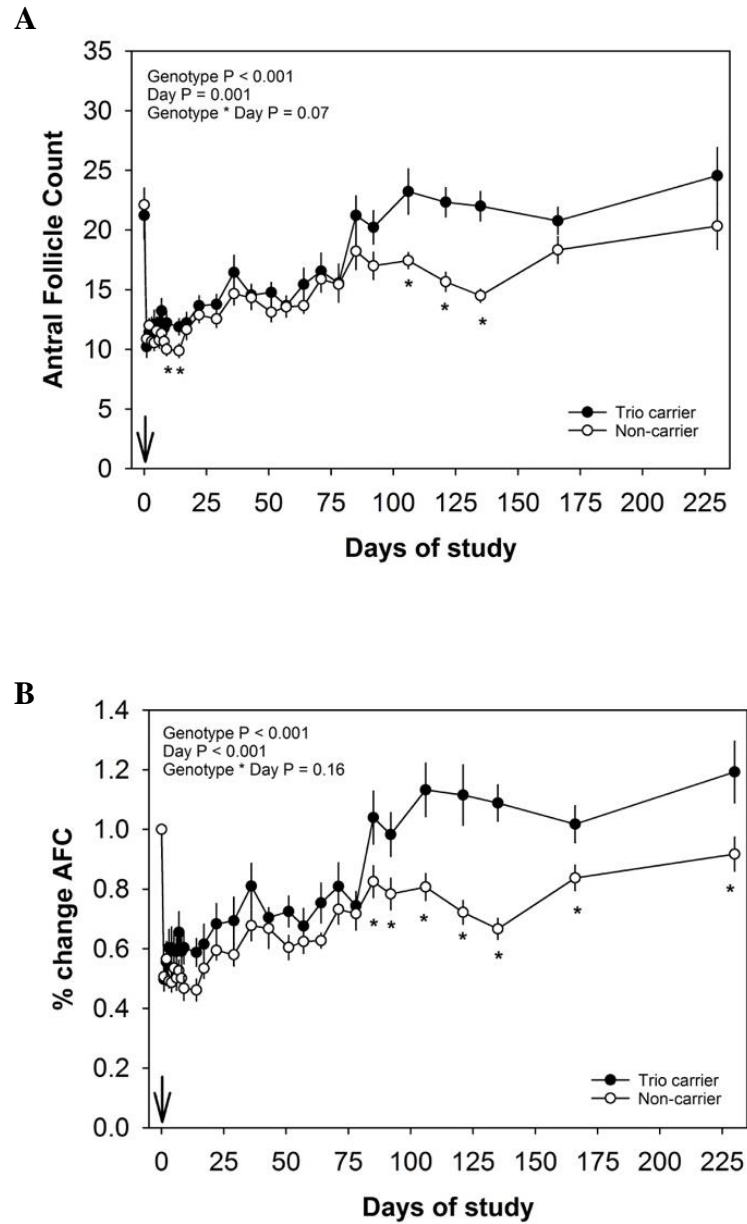 A
35
30
25
20
15
10
5
0
Antral Follicle Count
Genotype P < 0.001
Day P = 0.001
Genotype * Day P = 0.07
* *
* * *
Trio carrier
Non-carrier
0 25 50 75 100 125 150 175 200 225
Days of study
B
1.4
1.2
1.0
0.8
0.6
0.4
0.2
0.0
% change AFC
Genotype P < 0.001
Day P < 0.001
Genotype * Day P = 0.16
* * * * * * *
Trio carrier
Non-carrier
0 25 50 75 100 125 150 175 200 225
Days of study